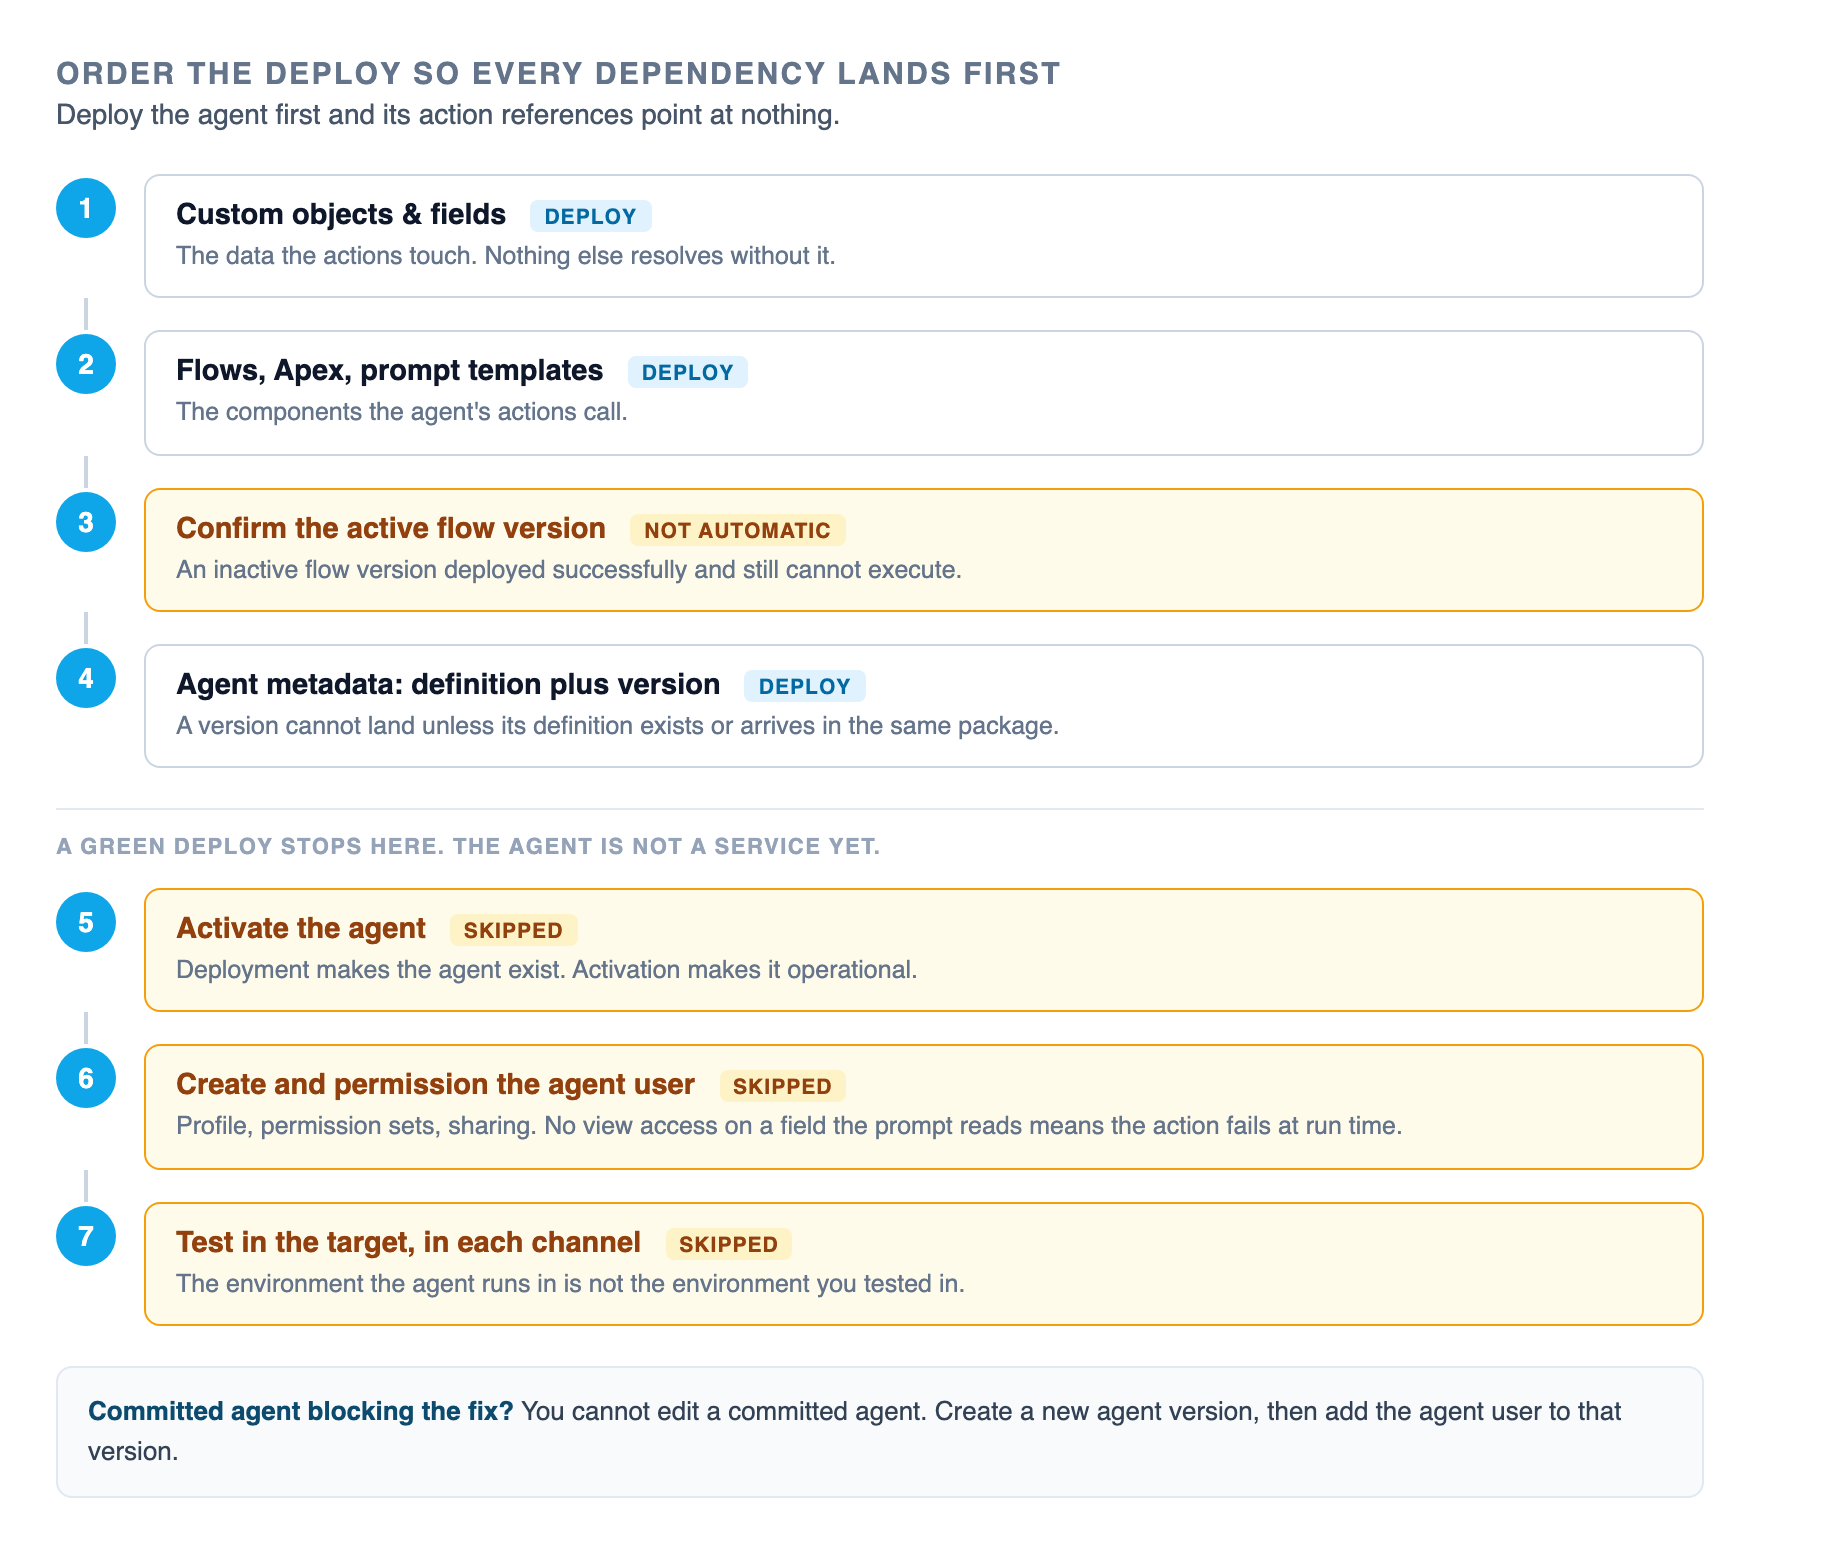 ORDER THE DEPLOY SO EVERY DEPENDENCY LANDS FIRST
Deploy the agent first and its action references point at nothing.
1
Custom objects & fields DEPLOY
The data the actions touch. Nothing else resolves without it.
2
Flows, Apex, prompt templates DEPLOY
The components the agent's actions call.
3
Confirm the active flow version NOT AUTOMATIC
An inactive flow version deployed successfully and still cannot execute.
4
Agent metadata: definition plus version DEPLOY
A version cannot land unless its definition exists or arrives in the same package.
A GREEN DEPLOY STOPS HERE. THE AGENT IS NOT A SERVICE YET.
5
Activate the agent SKIPPED
Deployment makes the agent exist. Activation makes it operational.
6
Create and permission the agent user SKIPPED
Profile, permission sets, sharing. No view access on a field the prompt reads means the action fails at run time.
7
Test in the target, in each channel SKIPPED
The environment the agent runs in is not the environment you tested in.
Committed agent blocking the fix? You cannot edit a committed agent. Create a new agent version, then add the agent user to that
version.